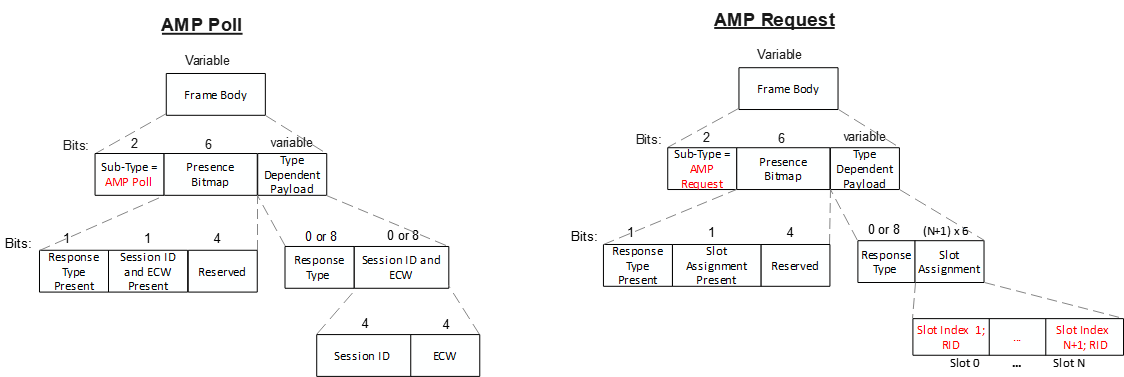 AMP Poll
Variable
Frame Body
Bits: 2 6 variable
Sub-Type =
AMP Poll
Presence
Bitmap
Type
Dependent
Payload
Bits: 1 1 4 0 or 8 0 or 8
Response
Type
Present
Session ID
and ECW
Present
Reserved
Response
Type
Session ID and
ECW
4 4
Session ID ECW
AMP Request
Variable
Frame Body
Bits: 2 6 variable
Sub-Type =
AMP
Request
Presence
Bitmap
Type
Dependent
Payload
Bits: 1 1 4 0 or 8 (N+1) x 6
Response
Type
Present
Slot
Assignment
Present
Reserved
Response
Type
Slot
Assignment
Slot Index 1;
RID
...
Slot Index
N+1; RID
Slot 0 ... Slot N